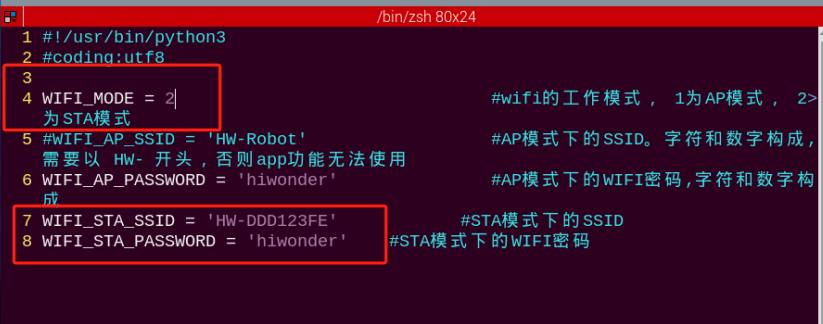 /bin/zsh 80x24
1 #!/usr/bin/python3
2 #coding:utf8
3
4 WIFI_MODE = 2 #wifi的工作模式, 1为AP模式, 2>
为STA模式
5 #WIFI_AP_SSID = 'HW-Robot' #AP模式下的SSID。字符和数字构成,
需要以 HW- 开头,否则app功能无法使用
6 WIFI_AP_PASSWORD = 'hiwonder' #AP模式下的WIFI密码,字符和数字构
成
7 WIFI_STA_SSID = 'HW-DDD123FE' #STA模式下的SSID
8 WIFI_STA_PASSWORD = 'hiwonder' #STA模式下的WIFI密码